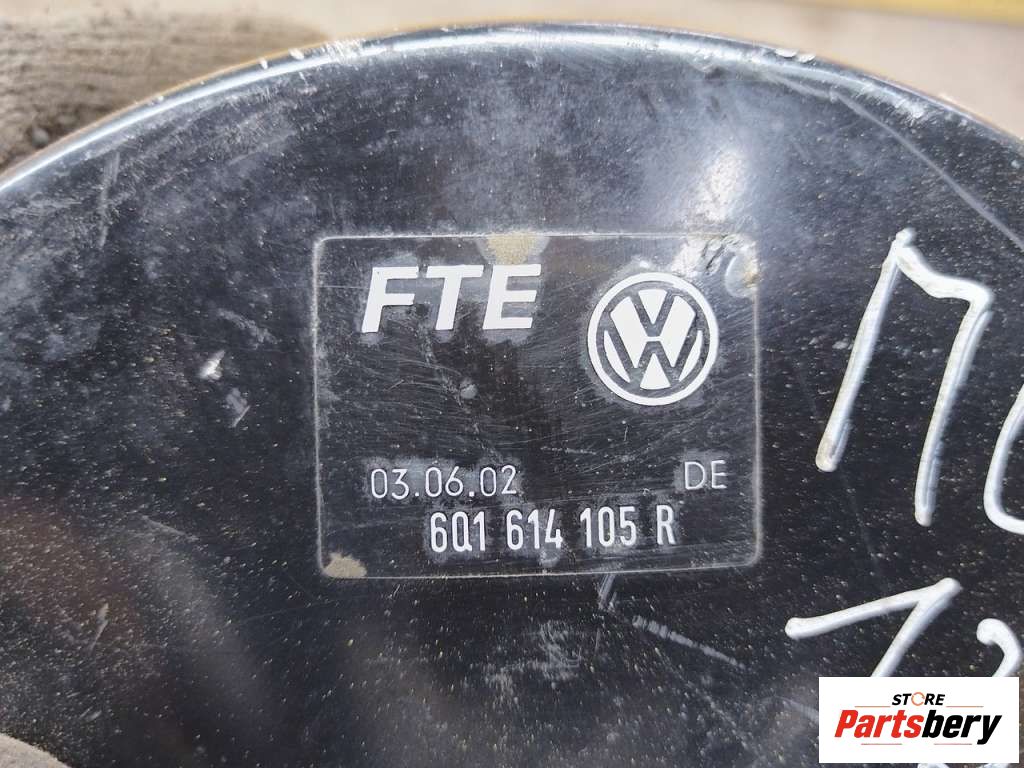 FTE
03.06.02 DE
6Q1 614 105 R
STORE
Partsbery